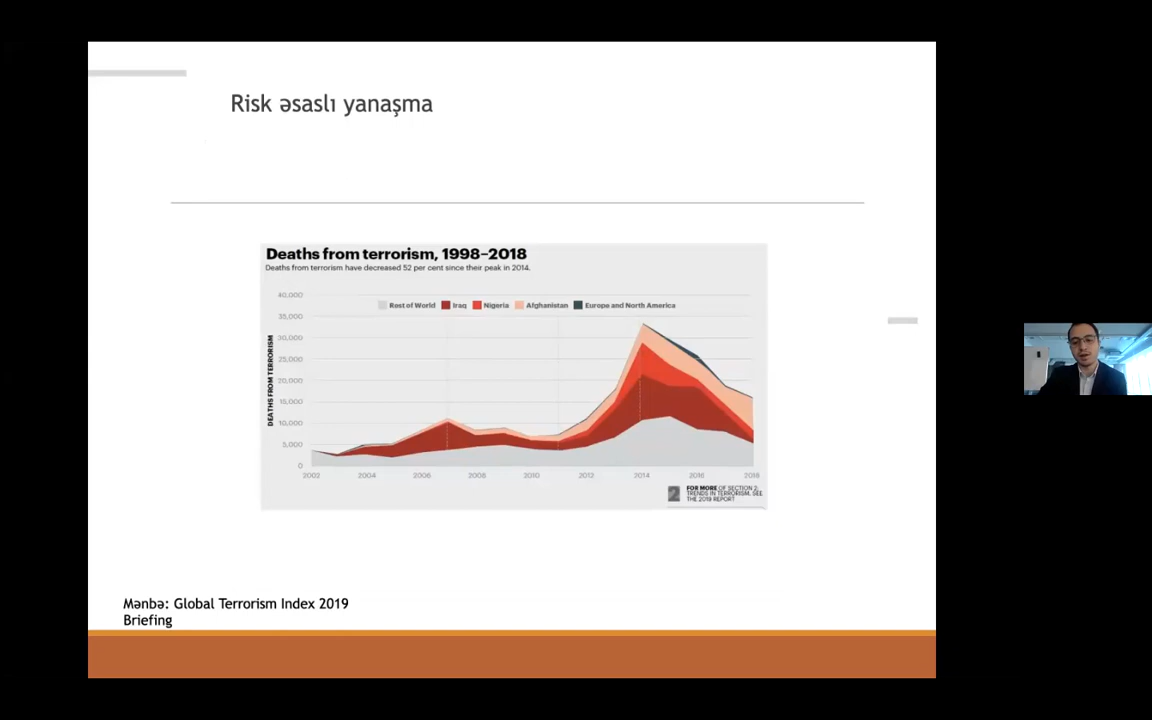 Risk əsaslı yanaşma
Deaths from terrorism, 1998–2018
Deaths from terrorism have decreased 52 per cent since their peak in 2014.
40,000
Rest of World
Iraq
Nigeria
Afghanistan
Europe and North America
35,000
30,000
25,000
20,000
15,000
10,000
5,000
0
DEATHS FROM TERRORISM
2002
2004
2006
2008
2010
2012
2014
2016
2018
2
FOR MORE OF SECTION 2:
TRENDS IN TERRORISM, SEE
THE 2019 REPORT
Mənbə: Global Terrorism Index 2019
Briefing